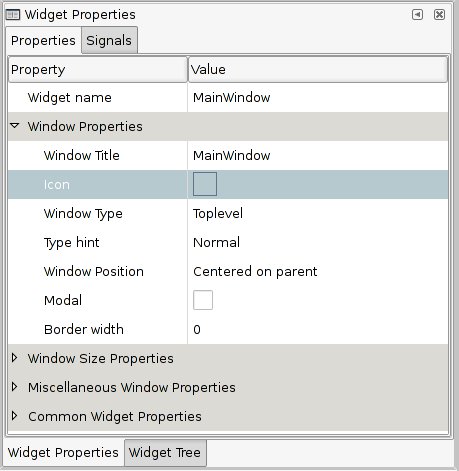 Widget Properties
Properties Signals
Property Value
Widget name MainWindow
Window Properties
Window Title MainWindow
Icon
Window Type Toplevel
Type hint Normal
Window Position Centered on parent
Modal
Border width 0
Window Size Properties
Miscellaneous Window Properties
Common Widget Properties
Widget Properties Widget Tree